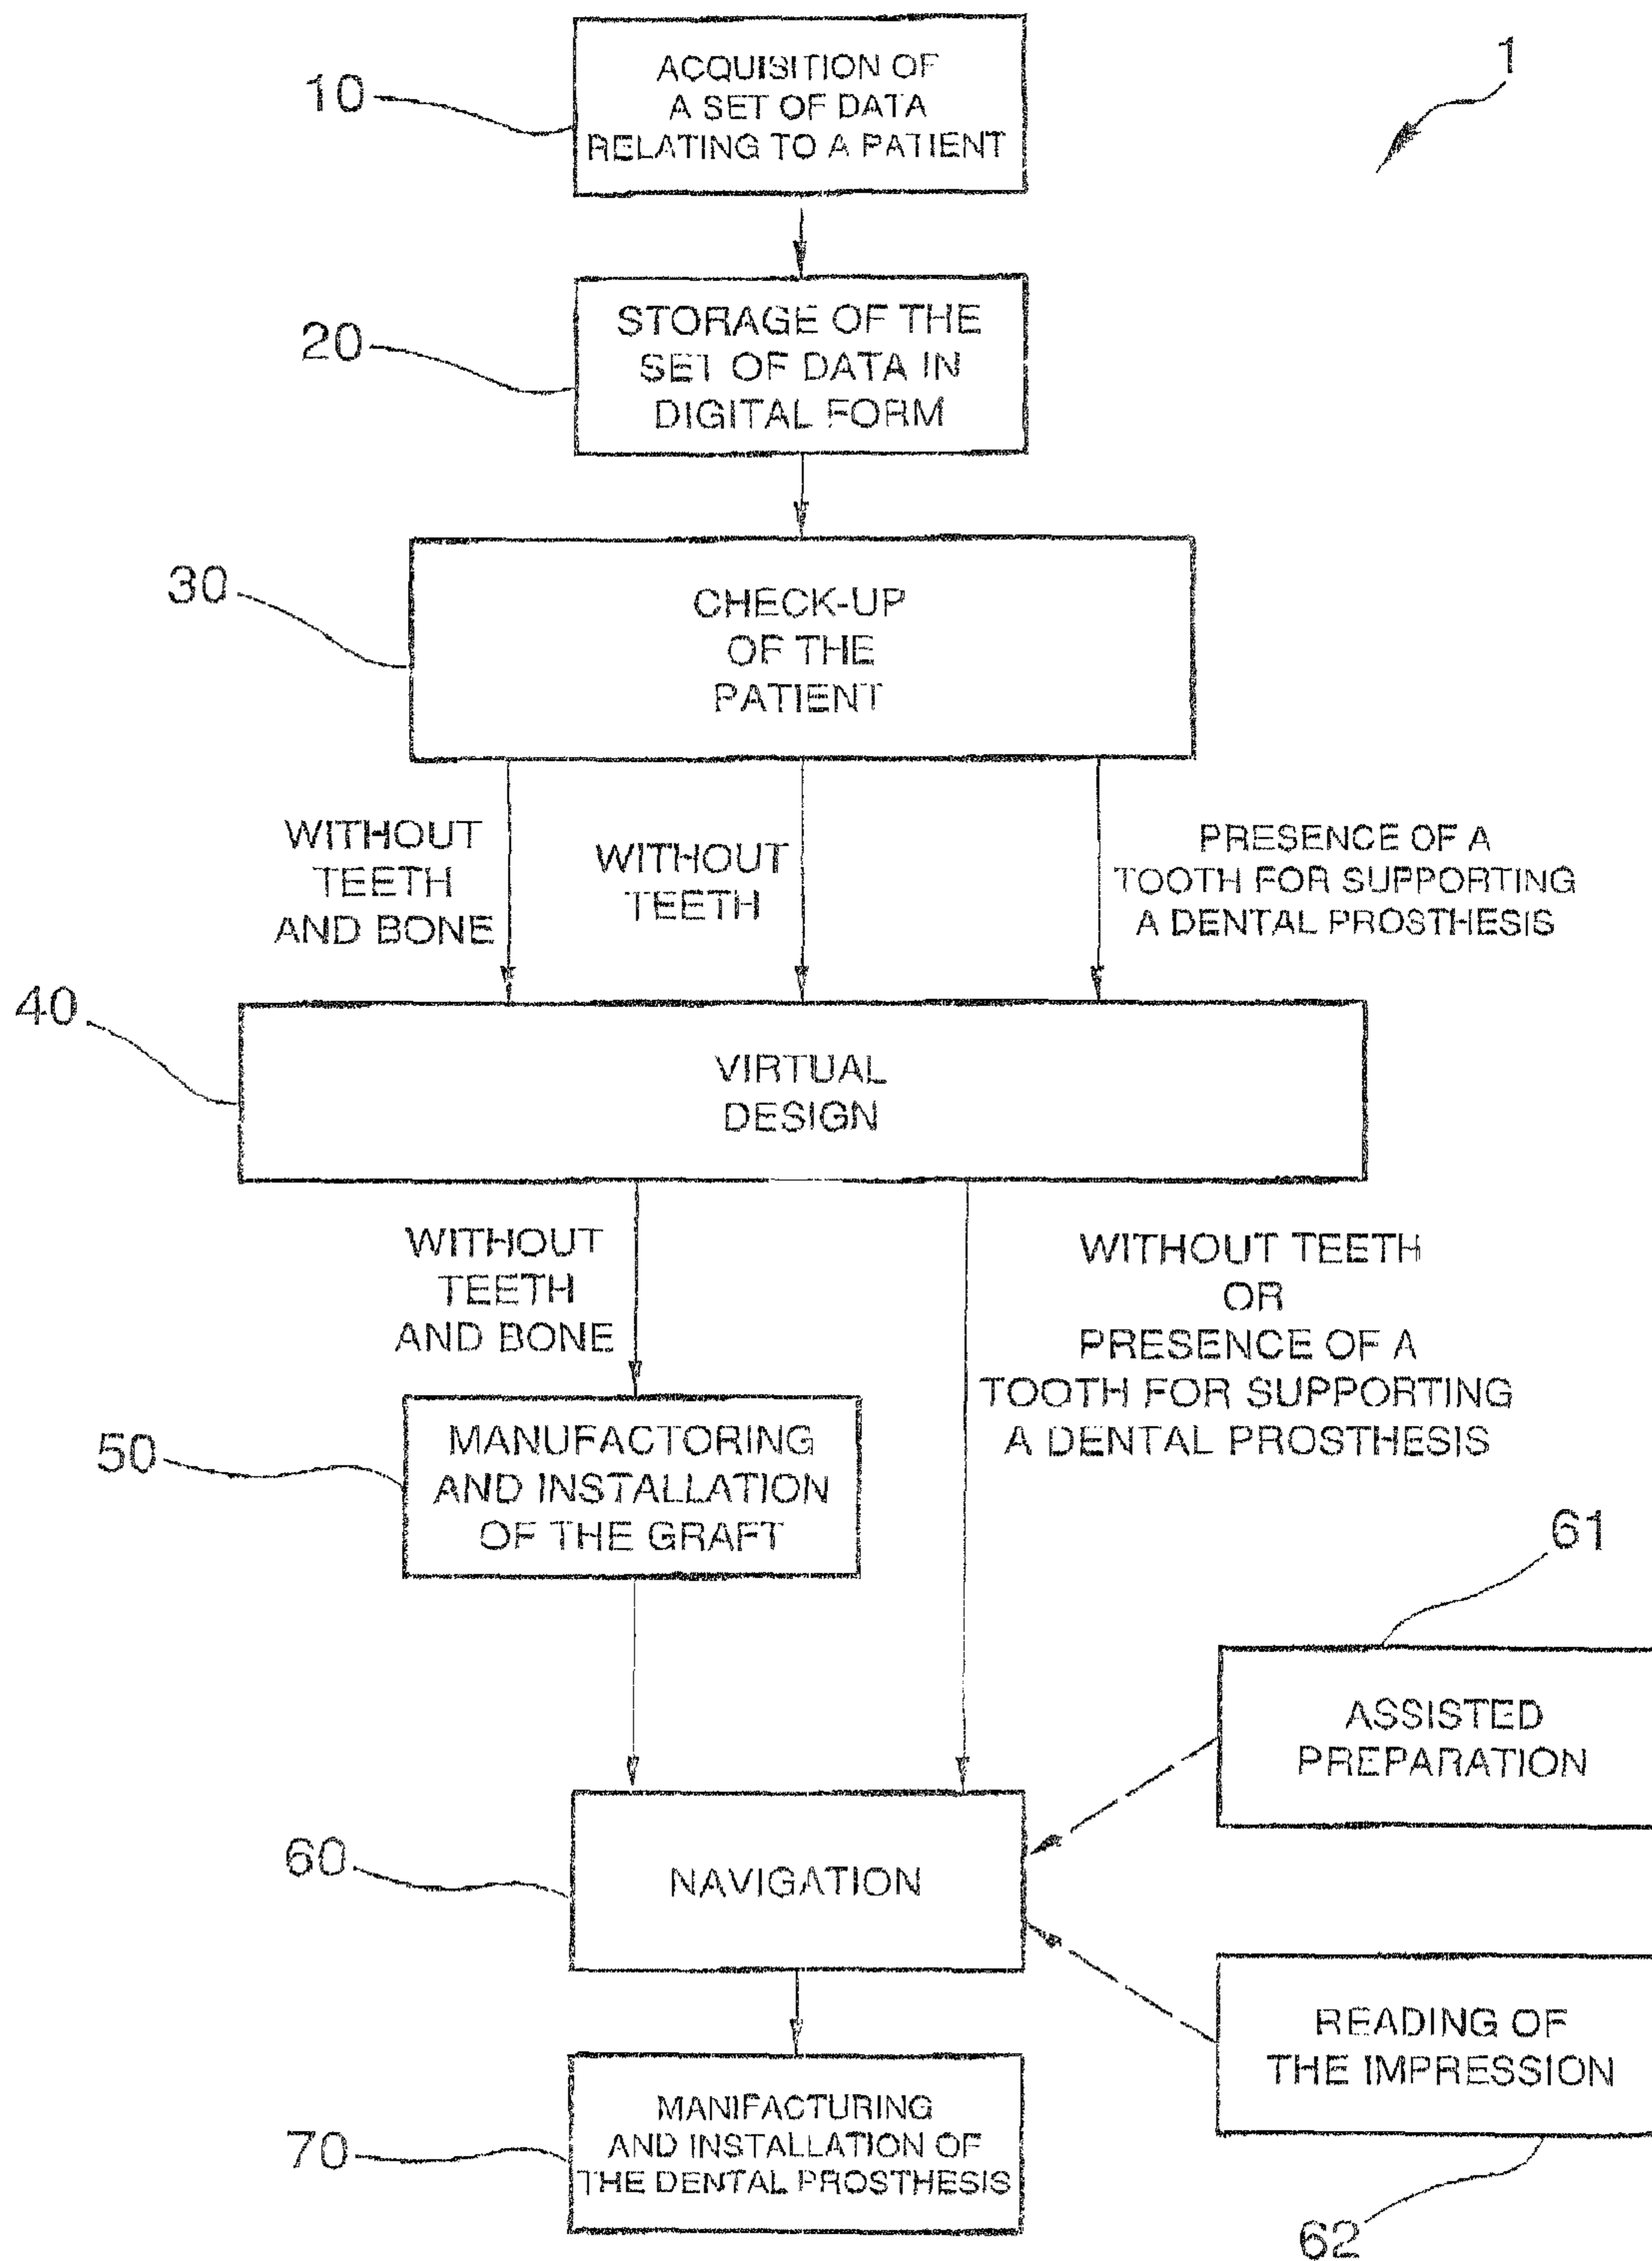 1
10
ACQUISITION OF
A SET OF DATA
RELATING TO A PATIENT
20
STORAGE OF THE
SET OF DATA IN
DIGITAL FORM
30
CHECK-UP
OF THE
PATIENT
WITHOUT
TEETH
AND BONE
WITHOUT
TEETH
PRESENCE OF A
TOOTH FOR SUPPORTING
A DENTAL PROSTHESIS
40
VIRTUAL
DESIGN
WITHOUT
TEETH
AND BONE
WITHOUT TEETH
OR
PRESENCE OF A
TOOTH FOR SUPPORTING
A DENTAL PROSTHESIS
50
MANUFACTORING
AND INSTALLATION
OF THE GRAFT
61
ASSISTED
PREPARATION
60
NAVIGATION
READING OF
THE IMPRESSION
62
70
MANIFACTURING
AND INSTALLATION OF
THE DENTAL PROSTHESIS